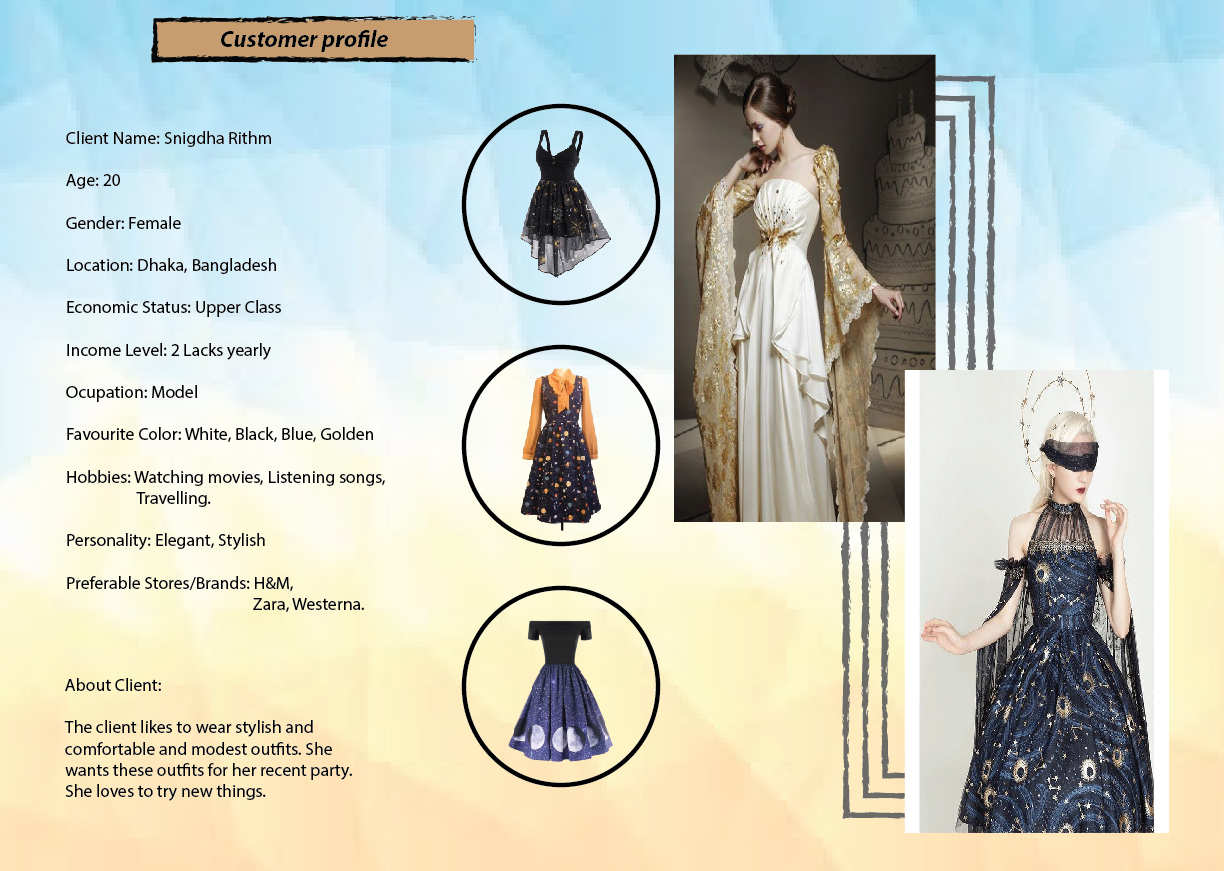 Customer profile
Client Name: Snigdha Rithm
Age: 20
Gender: Female
Location: Dhaka, Bangladesh
Economic Status: Upper Class
Income Level: 2 Lacks yearly
Ocupation: Model
Favourite Color: White, Black, Blue, Golden
Hobbies: Watching movies, Listening songs,
Travelling.
Personality: Elegant, Stylish
Preferable Stores/Brands: H&M,
Zara, Westerna.
About Client:
The client likes to wear stylish and
comfortable and modest outfits. She
wants these outfits for her recent party.
She loves to try new things.